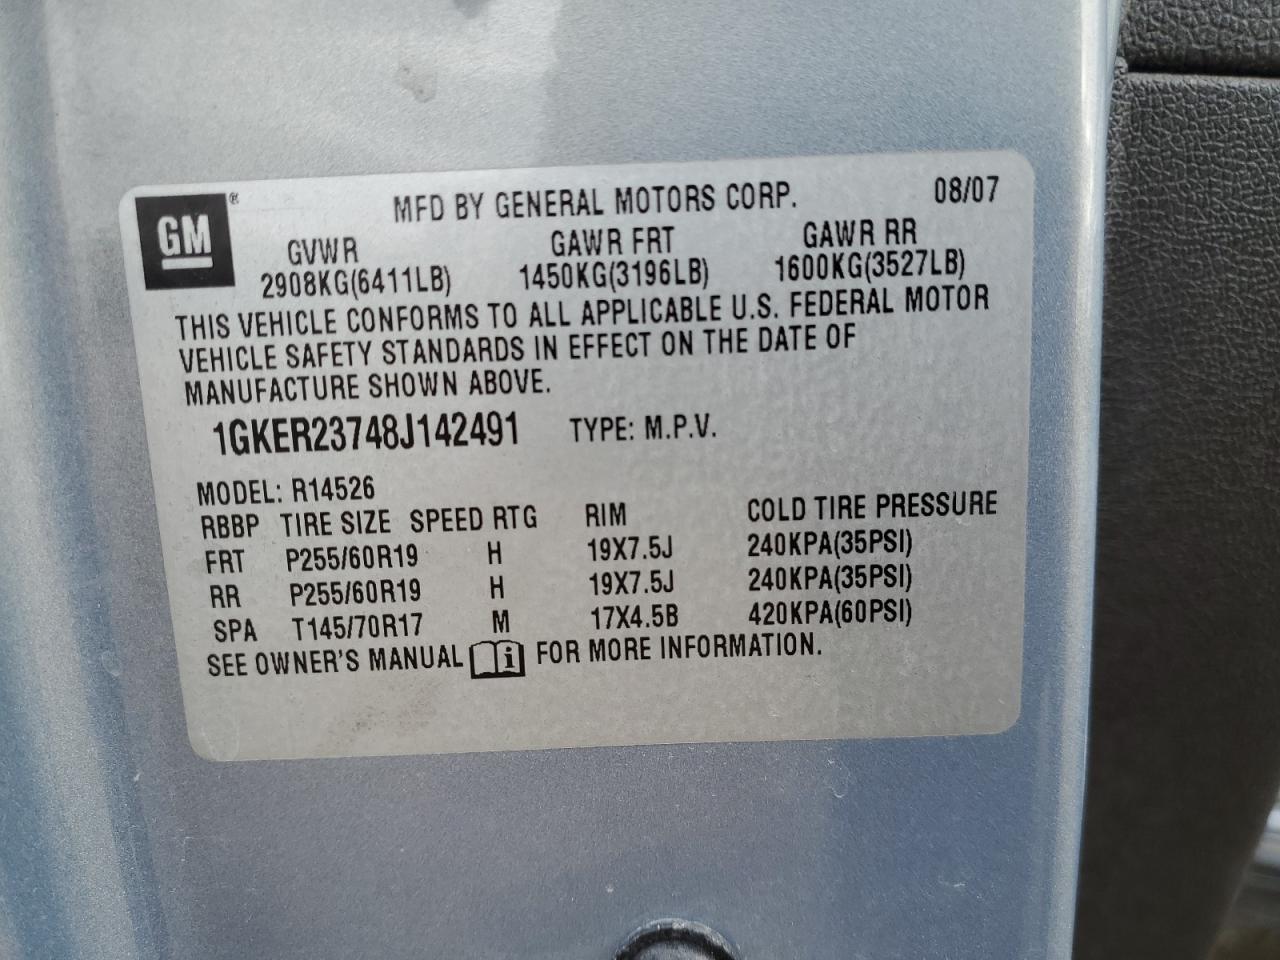 GM® MFD BY GENERAL MOTORS CORP. 08/07
GVWR GAWR FRT GAWR RR
2908KG(6411LB) 1450KG(3196LB) 1600KG(3527LB)
THIS VEHICLE CONFORMS TO ALL APPLICABLE U.S. FEDERAL MOTOR
VEHICLE SAFETY STANDARDS IN EFFECT ON THE DATE OF
MANUFACTURE SHOWN ABOVE.
1GKER23748J142491 TYPE: M.P.V.
MODEL: R14526
RBBP TIRE SIZE SPEED RTG RIM COLD TIRE PRESSURE
FRT P255/60R19 H 19X7.5J 240KPA(35PSI)
RR P255/60R19 H 19X7.5J 240KPA(35PSI)
SPA T145/70R17 M 17X4.5B 420KPA(60PSI)
SEE OWNER'S MANUAL i FOR MORE INFORMATION.